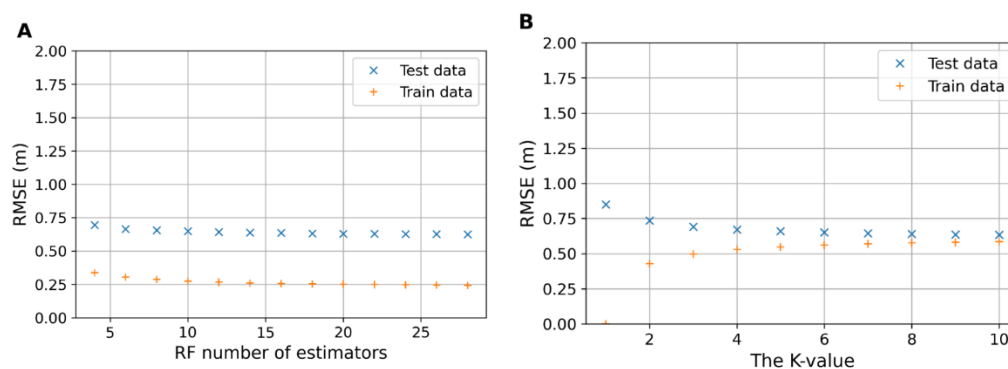 A
2.00
1.75
1.50
1.25
1.00
0.75
0.50
0.25
0.00
RMSE (m)
Test data
Train data
5 10 15 20 25
RF number of estimators
B
2.00
1.75
1.50
1.25
1.00
0.75
0.50
0.25
0.00
RMSE (m)
Test data
Train data
2 4 6 8 10
The K-value